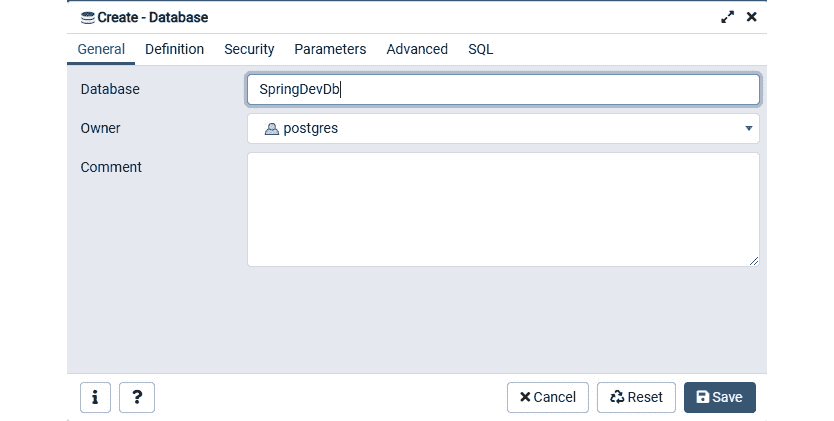 Create - Database
General Definition Security Parameters Advanced SQL
Database SpringDevDb
Owner postgres
Comment
i ? Cancel Reset Save